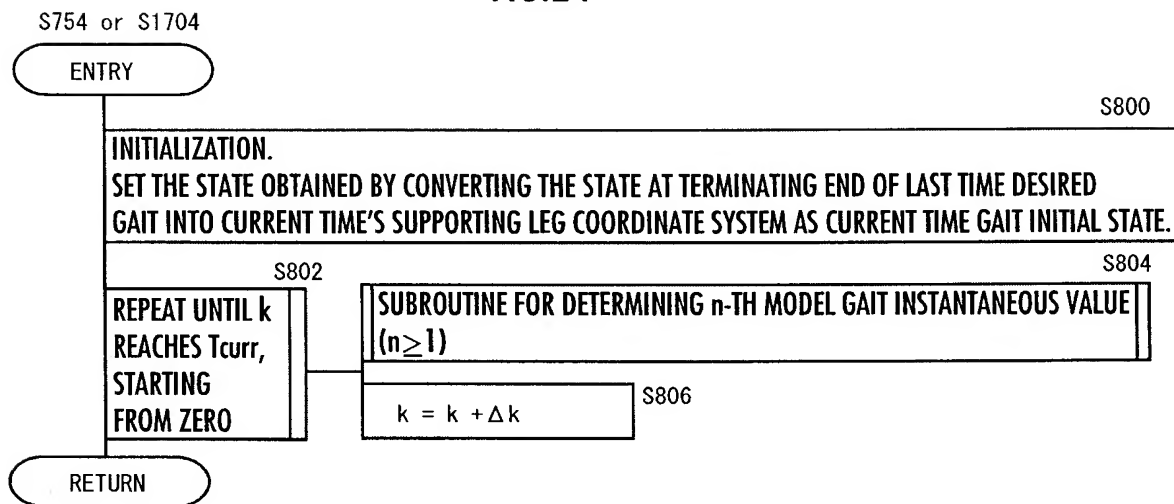 S754 or S1704
ENTRY
S800
INITIALIZATION.
SET THE STATE OBTAINED BY CONVERTING THE STATE AT TERMINATING END OF LAST TIME DESIRED
GAIT INTO CURRENT TIME'S SUPPORTING LEG COORDINATE SYSTEM AS CURRENT TIME GAIT INITIAL STATE.
S802
REPEAT UNTIL k
REACHES Tcurr,
STARTING
FROM ZERO
S804
SUBROUTINE FOR DETERMINING n-TH MODEL GAIT INSTANTANEOUS VALUE
(n≥1)
S806
k = k + Δk
RETURN